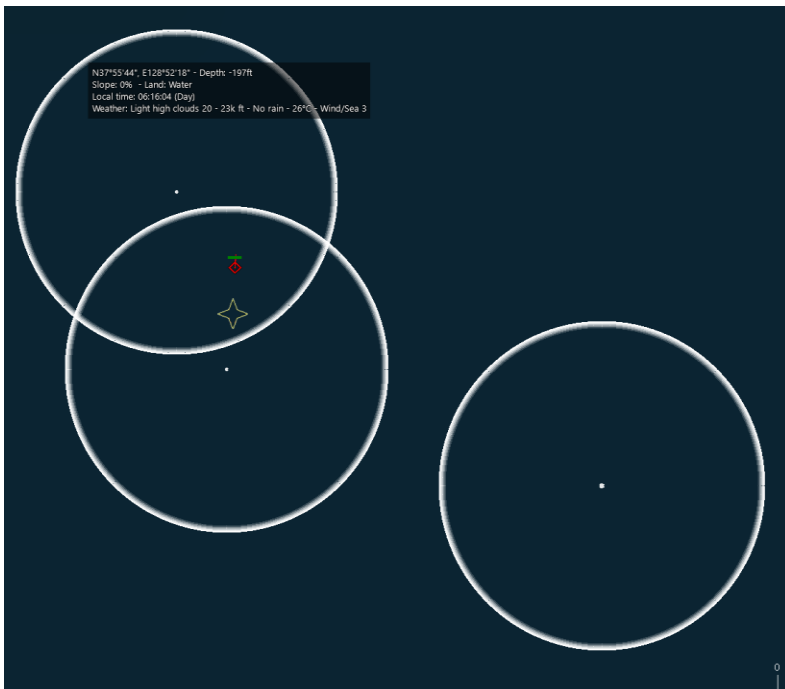 N37°55'44", E128°52'18" - Depth: -197ft
Slope: 0% - Land: Water
Local time: 06:16:04 (Day)
Weather: Light high clouds 20 - 23k ft - No rain - 26°C - Wind/Sea 3
0